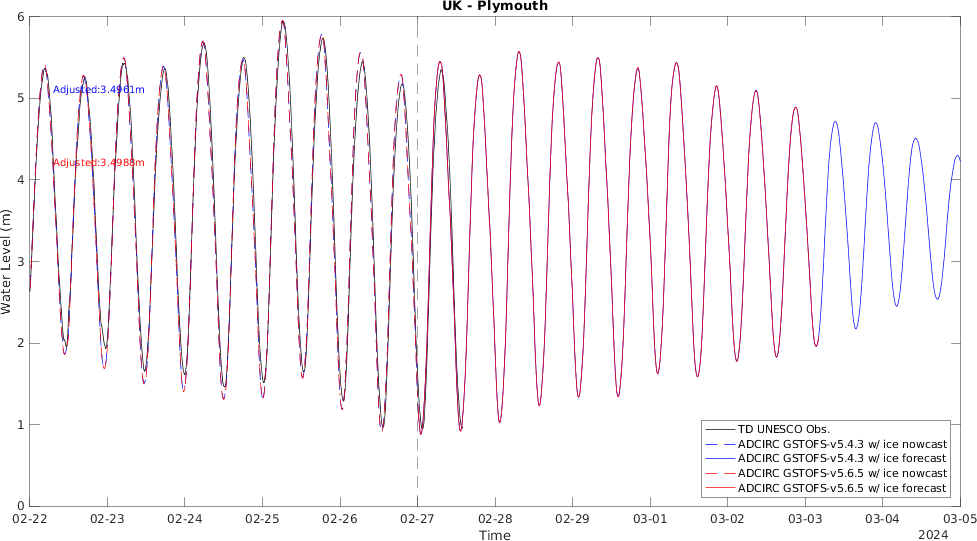 UK - Plymouth
6
5
4
3
2
1
0
Adjusted:3.4961m
Adjusted:3.4988m
Water Level (m)
TD UNESCO Obs.
ADCIRC GSTOFS-v5.4.3 w/ ice nowcast
ADCIRC GSTOFS-v5.4.3 w/ ice forecast
ADCIRC GSTOFS-v5.6.5 w/ ice nowcast
ADCIRC GSTOFS-v5.6.5 w/ ice forecast
02-22 02-23 02-24 02-25 02-26 02-27 02-28 02-29 03-01 03-02 03-03 03-04 03-05
Time
2024